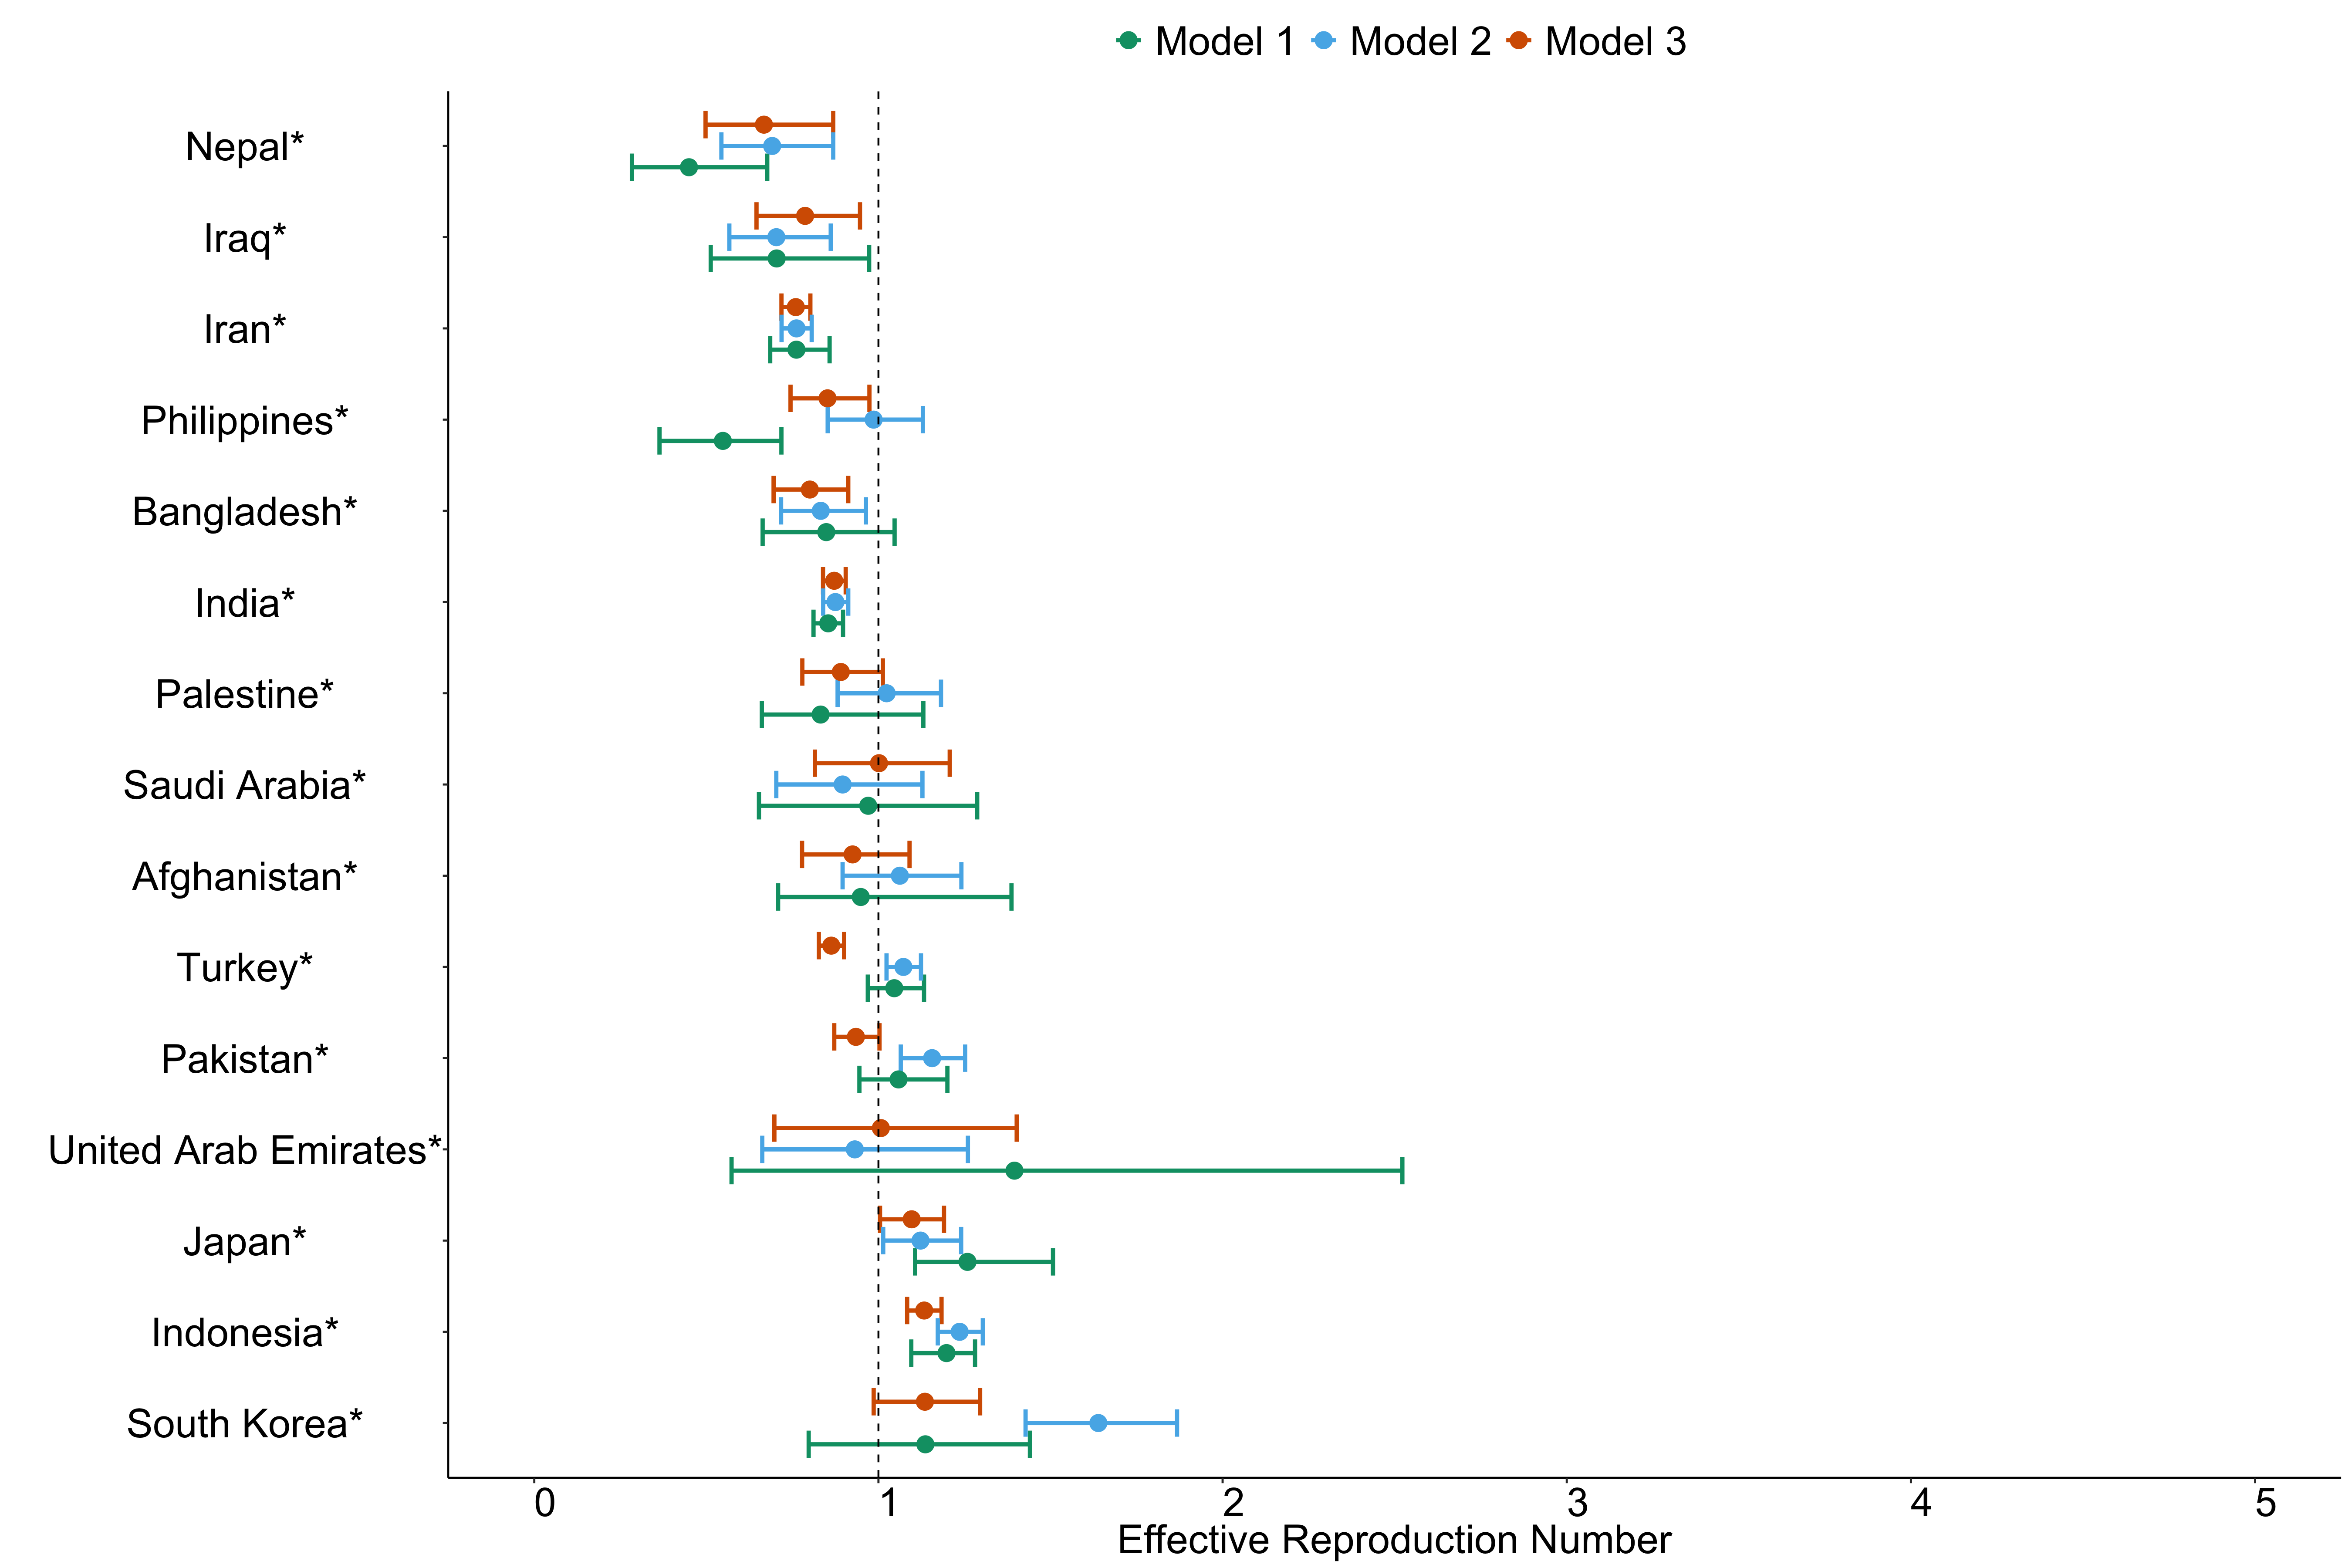 Model 1 Model 2 Model 3
Nepal*
Iraq*
Iran*
Philippines*
Bangladesh*
India*
Palestine*
Saudi Arabia*
Afghanistan*
Turkey*
Pakistan*
United Arab Emirates*
Japan*
Indonesia*
South Korea*
0 1 2 3 4 5
Effective Reproduction Number